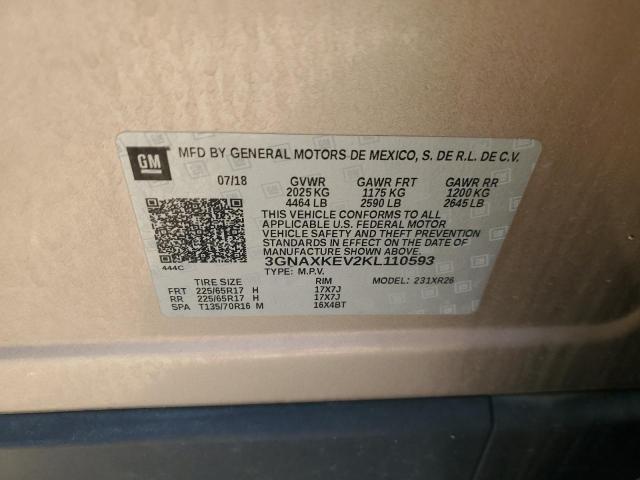 GM MFD BY GENERAL MOTORS DE MEXICO, S. DE R.L. DE C.V.
07/18 GVWR GAWR FRT GAWR RR
2025 KG 1175 KG 1200 KG
4464 LB 2590 LB 2645 LB
THIS VEHICLE CONFORMS TO ALL
APPLICABLE U.S. FEDERAL MOTOR
VEHICLE SAFETY AND THEFT PREVENTION
STANDARDS IN EFFECT ON THE DATE OF
MANUFACTURE SHOWN ABOVE.
444C 3GNAXKEV2KL110593
TYPE: M.P.V. MODEL: 231XR26
TIRE SIZE RIM
FRT 225/65R17 H 17X7J
RR 225/65R17 H 17X7J
SPA T135/70R16 M 16X4BT